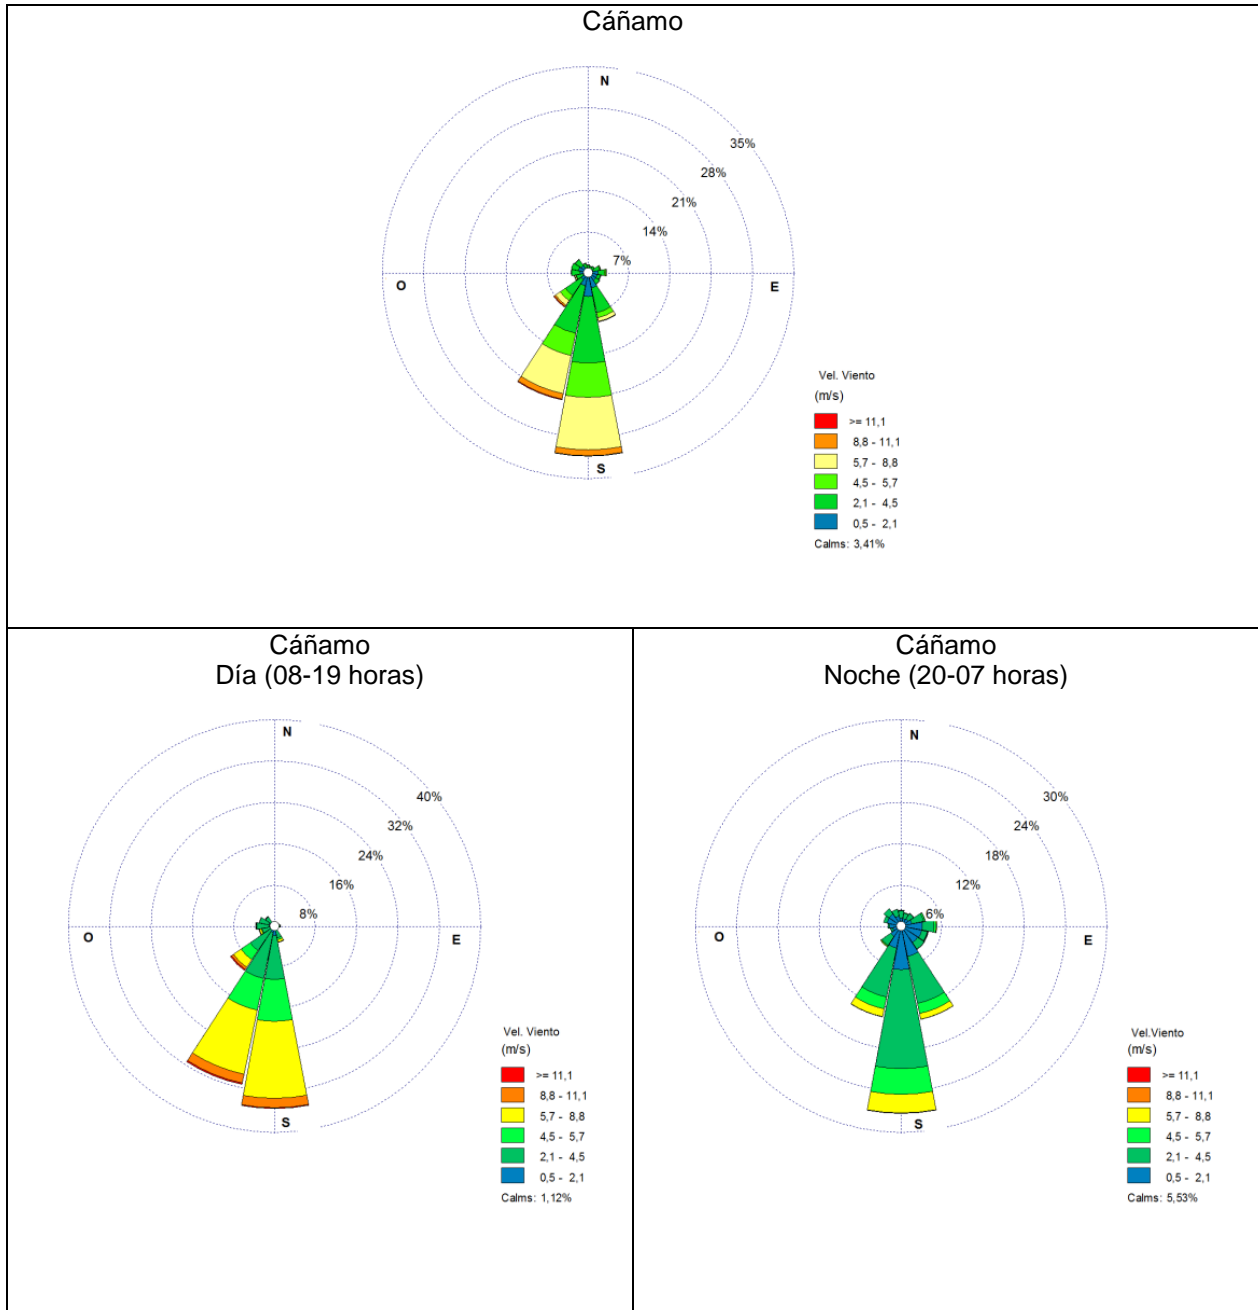 Cáñamo
N
35%
28%
21%
14%
7%
O
E
S
Vel. Viento
(m/s)
>= 11,1
8,8 - 11,1
5,7 - 8,8
4,5 - 5,7
2,1 - 4,5
0,5 - 2,1
Calms: 3,41%
Cáñamo
Día (08-19 horas)
N
40%
32%
24%
16%
8%
O
E
S
Vel. Viento
(m/s)
>= 11,1
8,8 - 11,1
5,7 - 8,8
4,5 - 5,7
2,1 - 4,5
0,5 - 2,1
Calms: 1,12%
Cáñamo
Noche (20-07 horas)
N
30%
24%
18%
12%
6%
O
E
S
Vel.Viento
(m/s)
>= 11,1
8,8 - 11,1
5,7 - 8,8
4,5 - 5,7
2,1 - 4,5
0,5 - 2,1
Calms: 5,53%